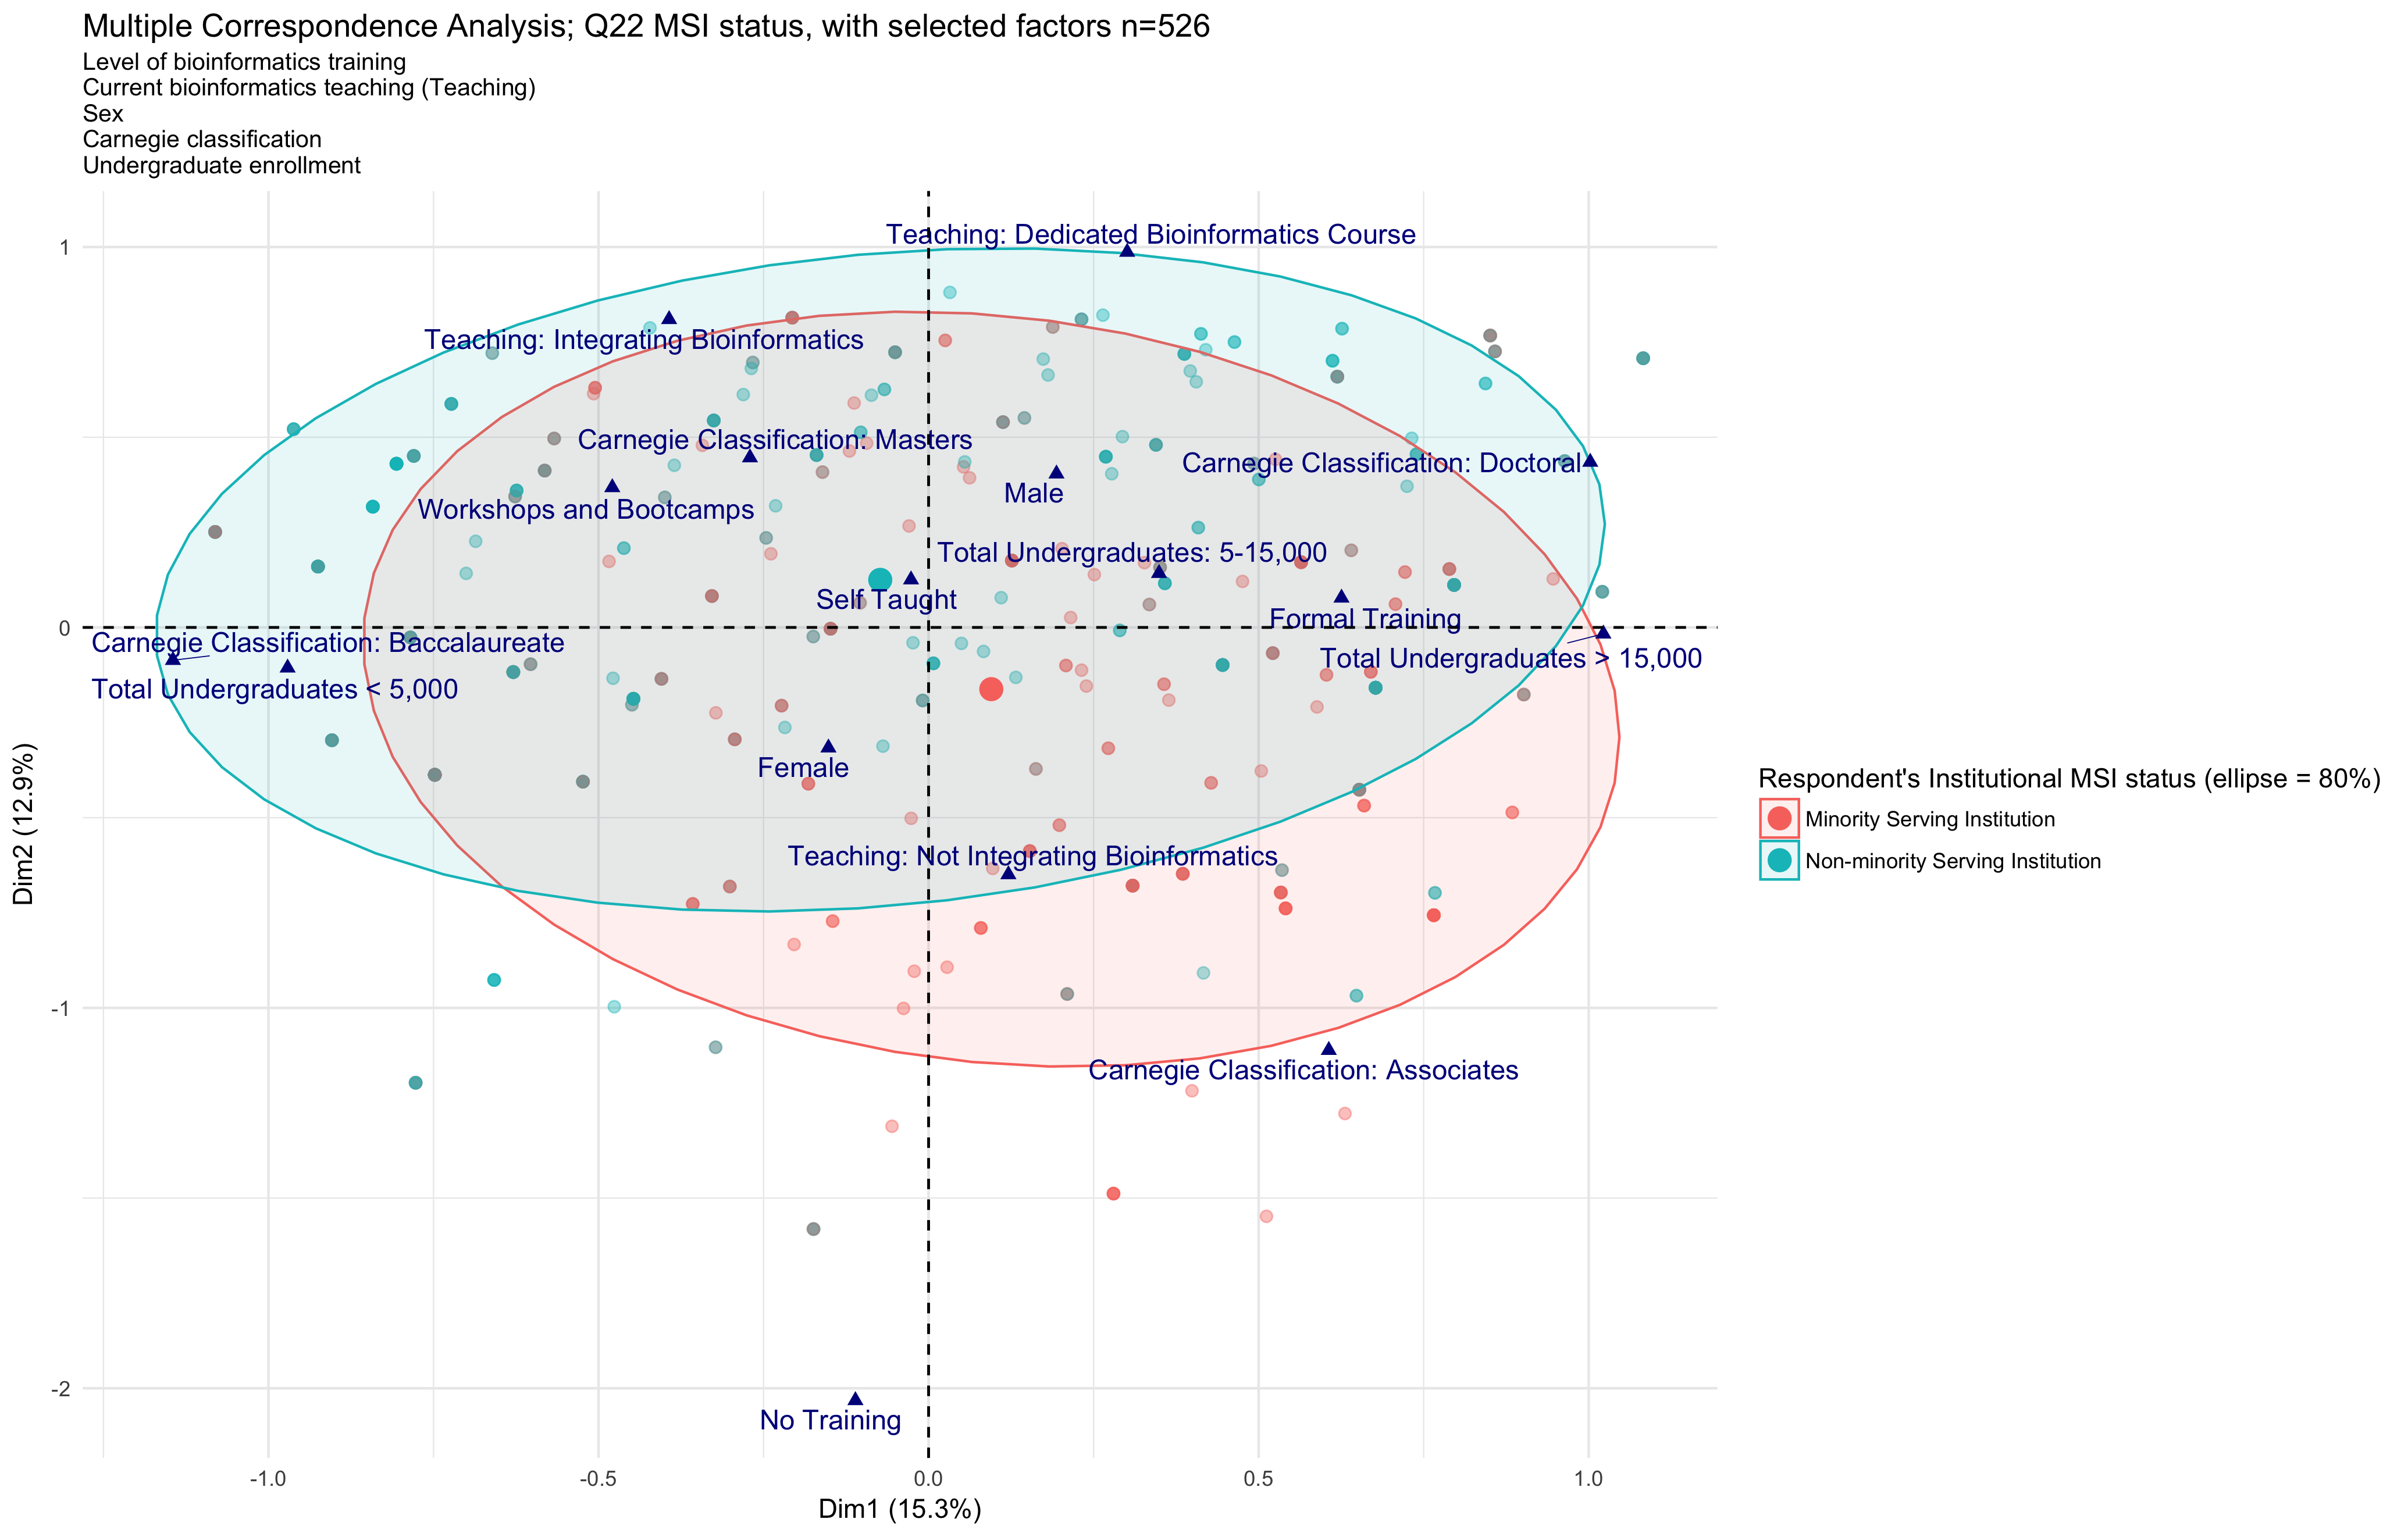 Multiple Correspondence Analysis; Q22 MSI status, with selected factors n=526
Level of bioinformatics training
Current bioinformatics teaching (Teaching)
Sex
Carnegie classification
Undergraduate enrollment
Teaching: Dedicated Bioinformatics Course
Teaching: Integrating Bioinformatics
Carnegie Classification: Masters
Carnegie Classification: Doctoral
Male
Workshops and Bootcamps
Total Undergraduates: 5-15,000
Self Taught
Formal Training
Carnegie Classification: Baccalaureate
Total Undergraduates > 15,000
Total Undergraduates < 5,000
Female
Teaching: Not Integrating Bioinformatics
Carnegie Classification: Associates
No Training
1
0
-1
-2
Dim2 (12.9%)
-1.0
-0.5
0.0
0.5
1.0
Dim1 (15.3%)
Respondent's Institutional MSI status (ellipse = 80%)
Minority Serving Institution
Non-minority Serving Institution